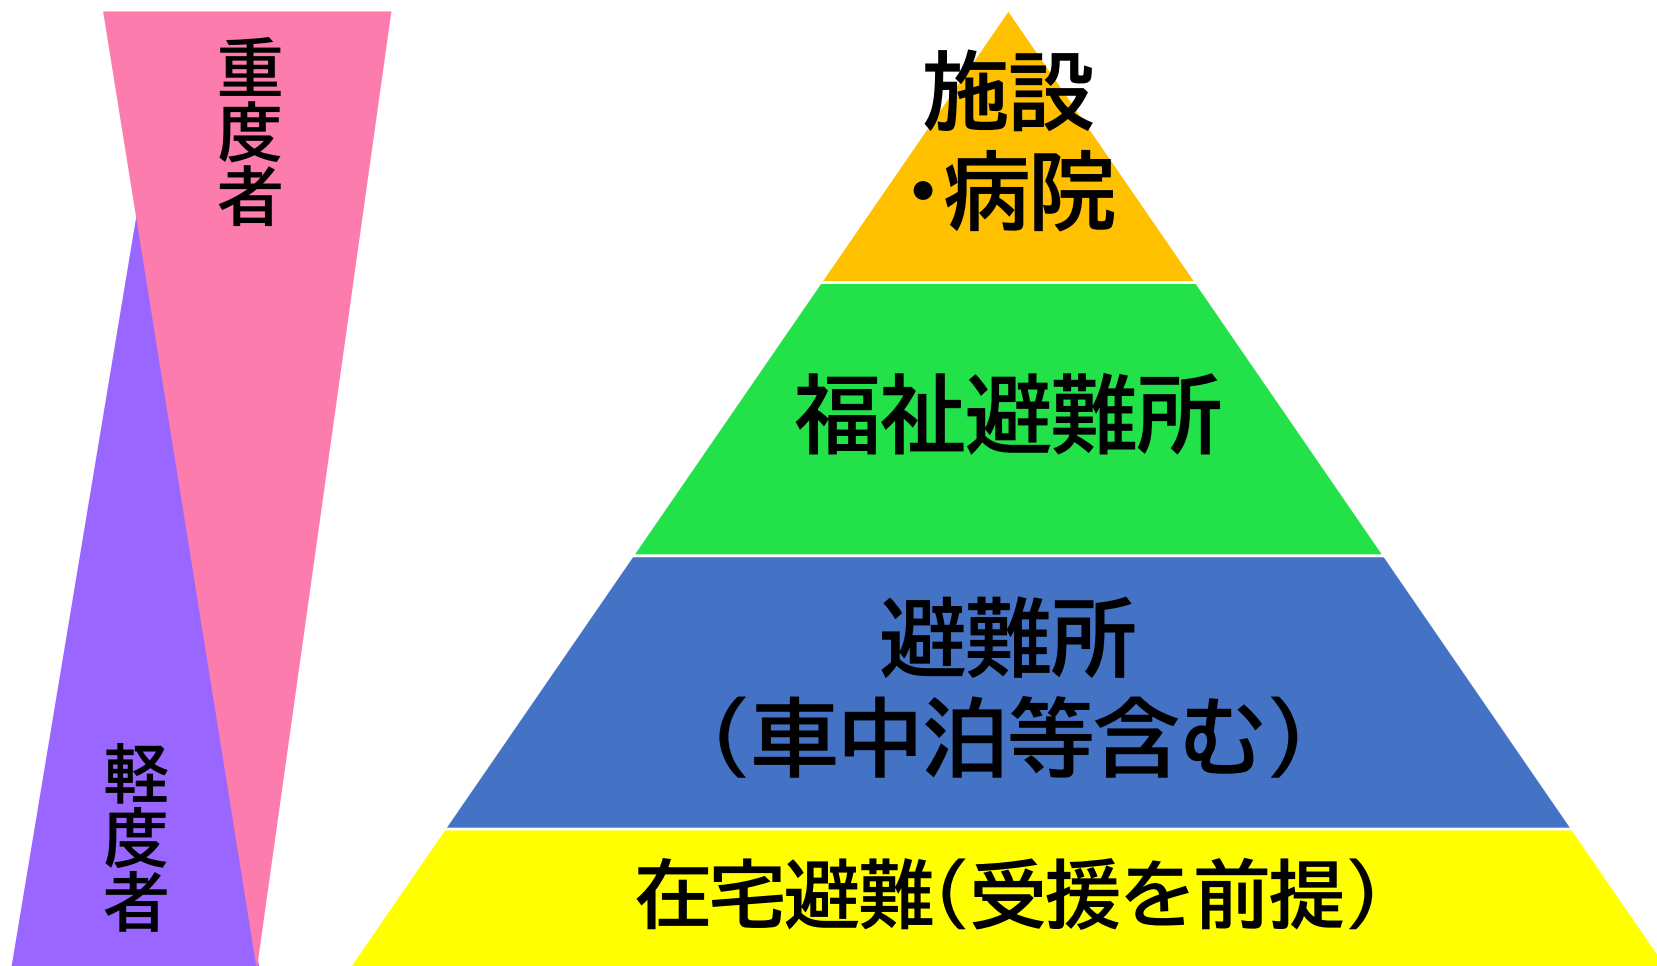 重度者
軽度者
施設
・病院
福祉避難所
避難所
（車中泊等含む）
在宅避難（受援を前提）